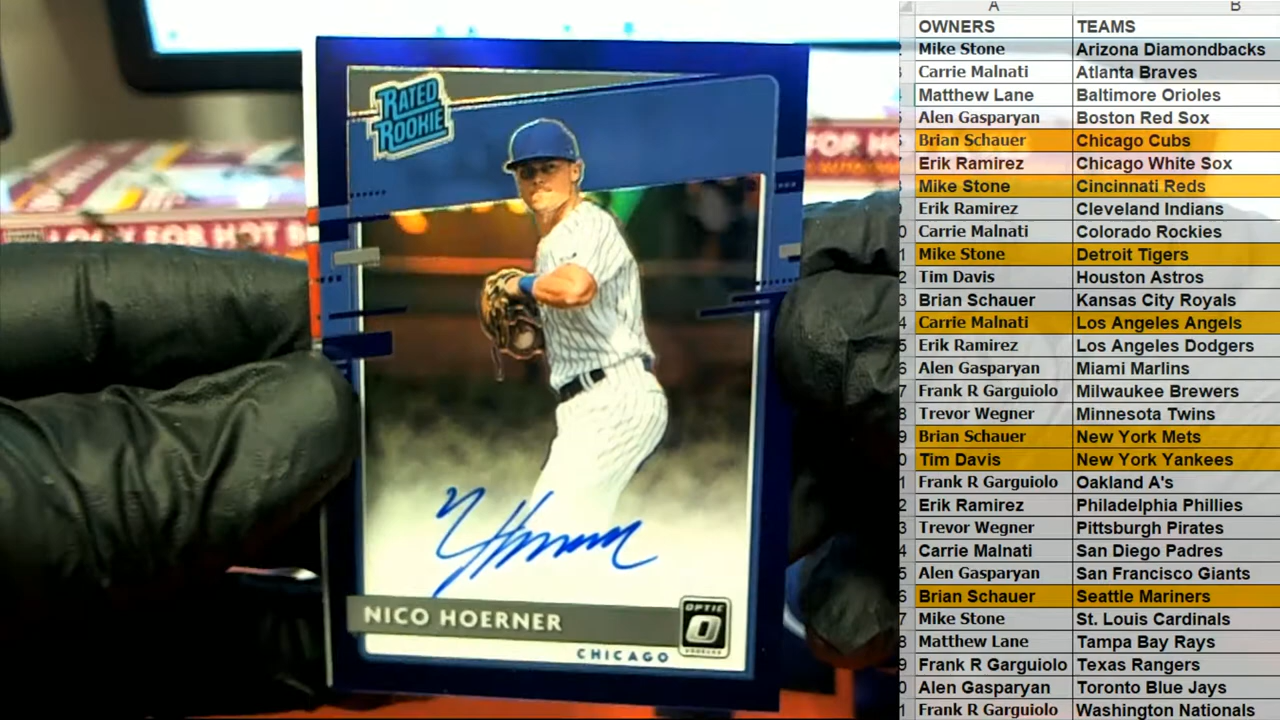 RATED
ROOKIE
LOOK FOR HOT B
TOP HO
N Hoerner
NICO HOERNER
OPTIC
CHICAGO
A B
OWNERS TEAMS
Mike Stone Arizona Diamondbacks
Carrie Malnati Atlanta Braves
Matthew Lane Baltimore Orioles
Alen Gasparyan Boston Red Sox
Brian Schauer Chicago Cubs
Erik Ramirez Chicago White Sox
Mike Stone Cincinnati Reds
Erik Ramirez Cleveland Indians
Carrie Malnati Colorado Rockies
Mike Stone Detroit Tigers
Tim Davis Houston Astros
Brian Schauer Kansas City Royals
Carrie Malnati Los Angeles Angels
Erik Ramirez Los Angeles Dodgers
Alen Gasparyan Miami Marlins
Frank R Garguiolo Milwaukee Brewers
Trevor Wegner Minnesota Twins
Brian Schauer New York Mets
Tim Davis New York Yankees
Frank R Garguiolo Oakland A's
Erik Ramirez Philadelphia Phillies
Trevor Wegner Pittsburgh Pirates
Carrie Malnati San Diego Padres
Alen Gasparyan San Francisco Giants
Brian Schauer Seattle Mariners
Mike Stone St. Louis Cardinals
Matthew Lane Tampa Bay Rays
Frank R Garguiolo Texas Rangers
Alen Gasparyan Toronto Blue Jays
Frank R Garguiolo Washington Nationals